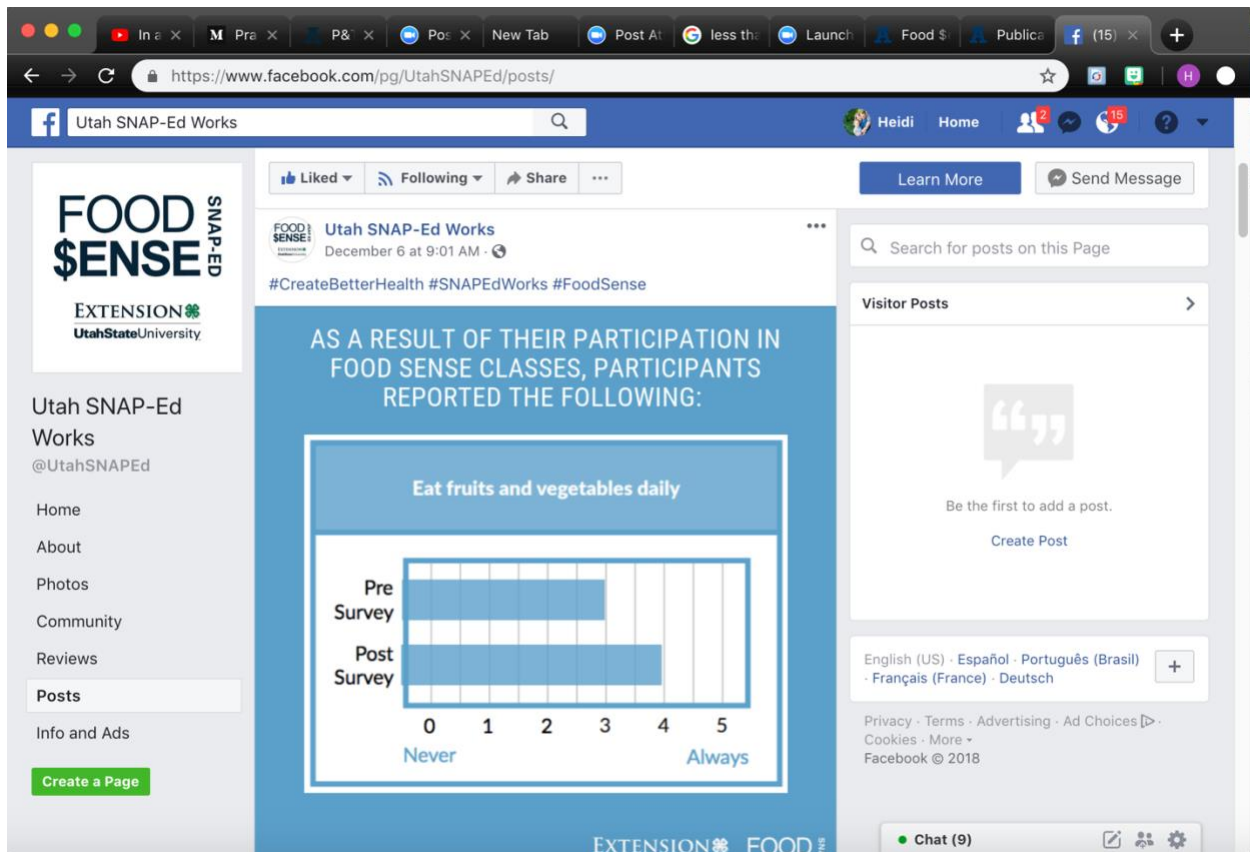 In a
M Pra
P&T
Pos
New Tab
Post At
less tha
Launch
Food $
Publica
(15)
https://www.facebook.com/pg/UtahSNAPEd/posts/
H
Utah SNAP-Ed Works
Heidi Home 2 15
FOOD
$ENSE
SNAP-ED
EXTENSION
UtahStateUniversity
Utah SNAP-Ed
Works
@UtahSNAPEd
Home
About
Photos
Community
Reviews
Posts
Info and Ads
Create a Page
Liked Following Share ...
Learn More Send Message
FOOD
$ENSE
Utah SNAP-Ed Works
December 6 at 9:01 AM ·
#CreateBetterHealth #SNAPEdWorks #FoodSense
AS A RESULT OF THEIR PARTICIPATION IN
FOOD SENSE CLASSES, PARTICIPANTS
REPORTED THE FOLLOWING:
Eat fruits and vegetables daily
Pre
Survey
Post
Survey
0 1 2 3 4 5
Never Always
EXTENSION FOOD
Search for posts on this Page
Visitor Posts
Be the first to add a post.
Create Post
English (US) · Español · Português (Brasil)
· Français (France) · Deutsch
Privacy · Terms · Advertising · Ad Choices ·
Cookies · More
Facebook © 2018
Chat (9)